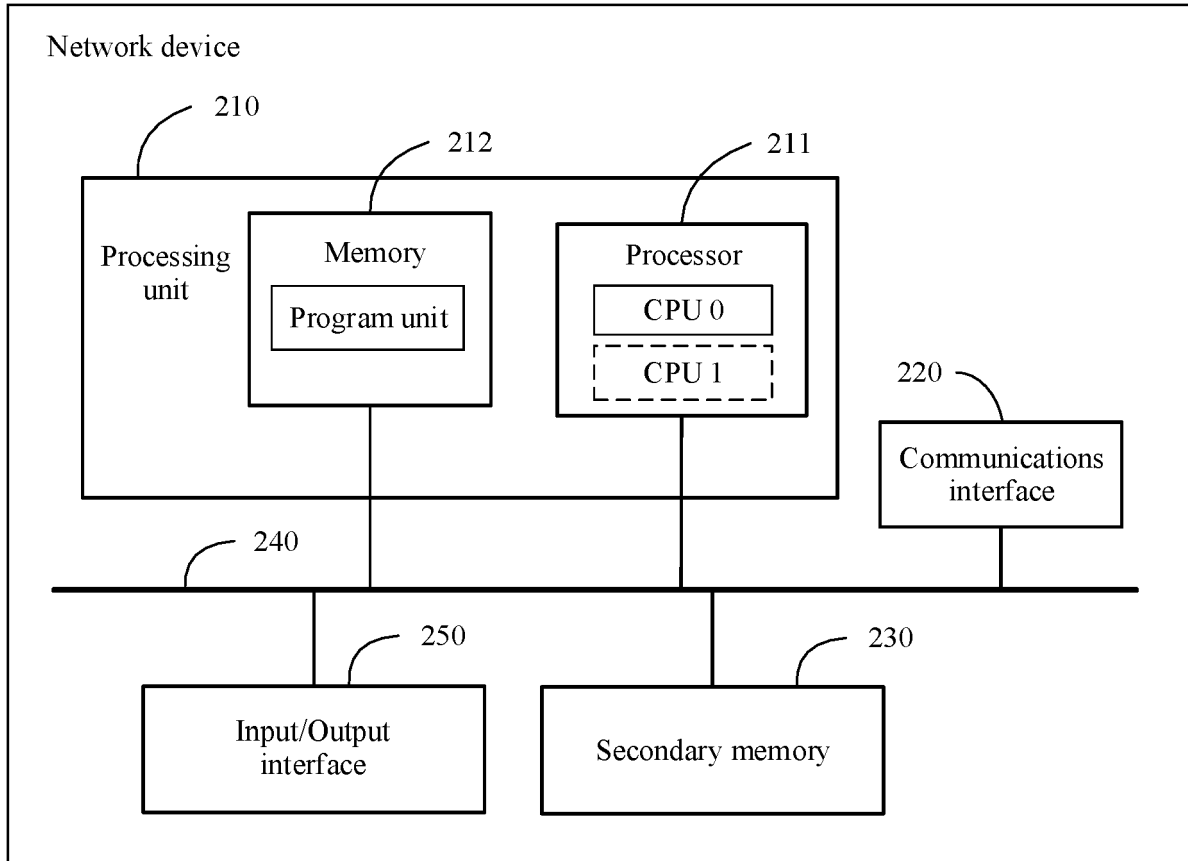 Network device
210
212
211
Processing
unit
Memory
Program unit
Processor
CPU 0
CPU 1
220
Communications
interface
240
250
230
Input/Output
interface
Secondary memory